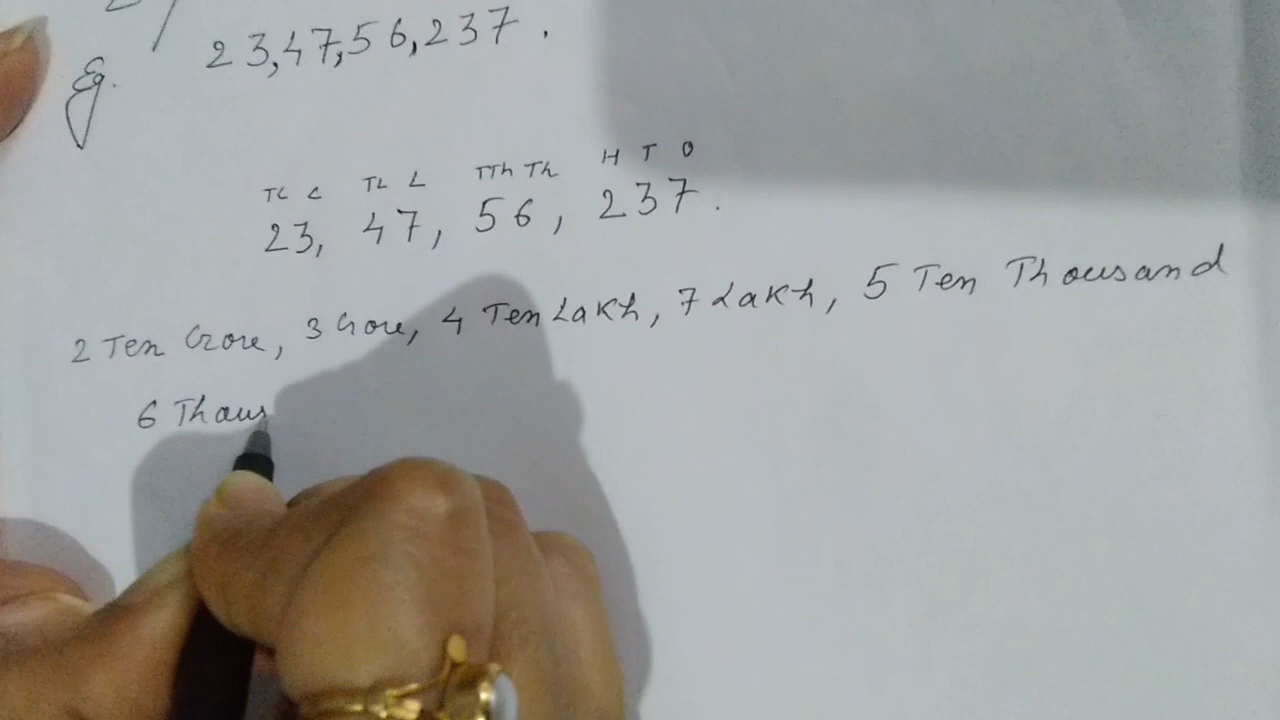 Eg. 23,47,56,237.
TC C TL L TTh Th H T O
23, 47, 56, 237.
2 Ten Crore, 3 Crore, 4 Ten Lakh, 7 Lakh, 5 Ten Thousand
6 Thous